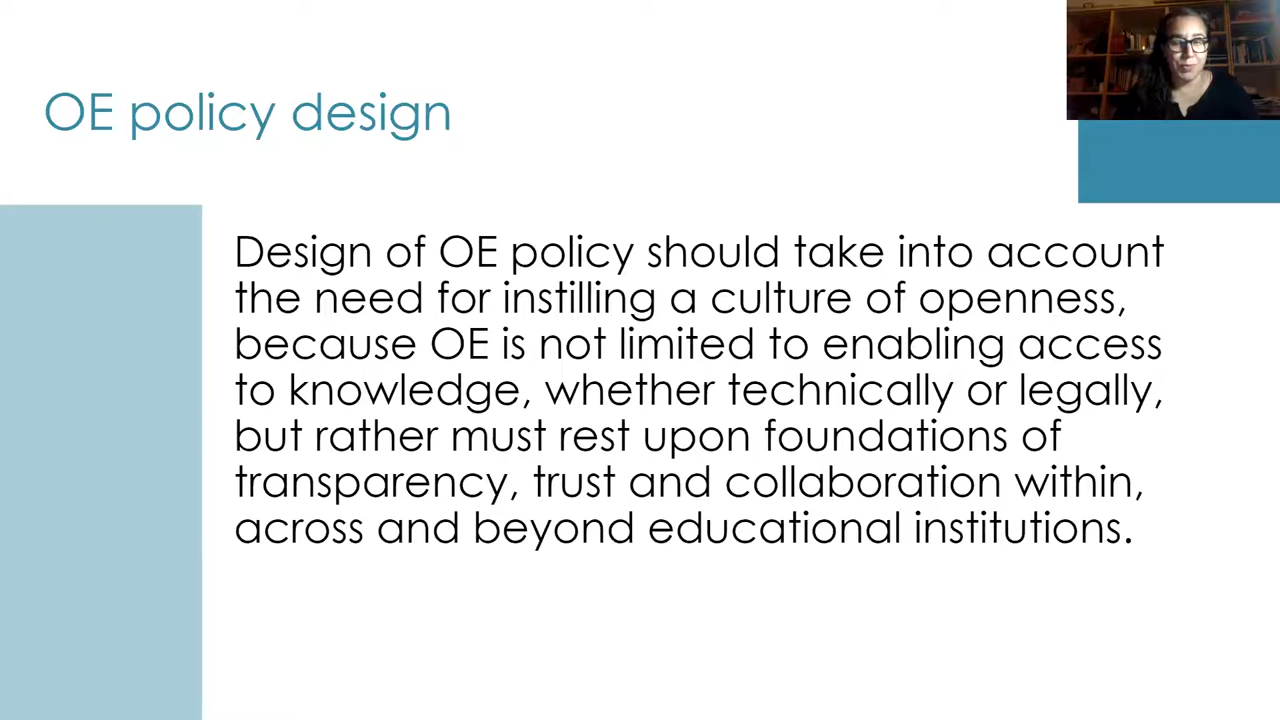 OE policy design
Design of OE policy should take into account
the need for instilling a culture of openness,
because OE is not limited to enabling access
to knowledge, whether technically or legally,
but rather must rest upon foundations of
transparency, trust and collaboration within,
across and beyond educational institutions.